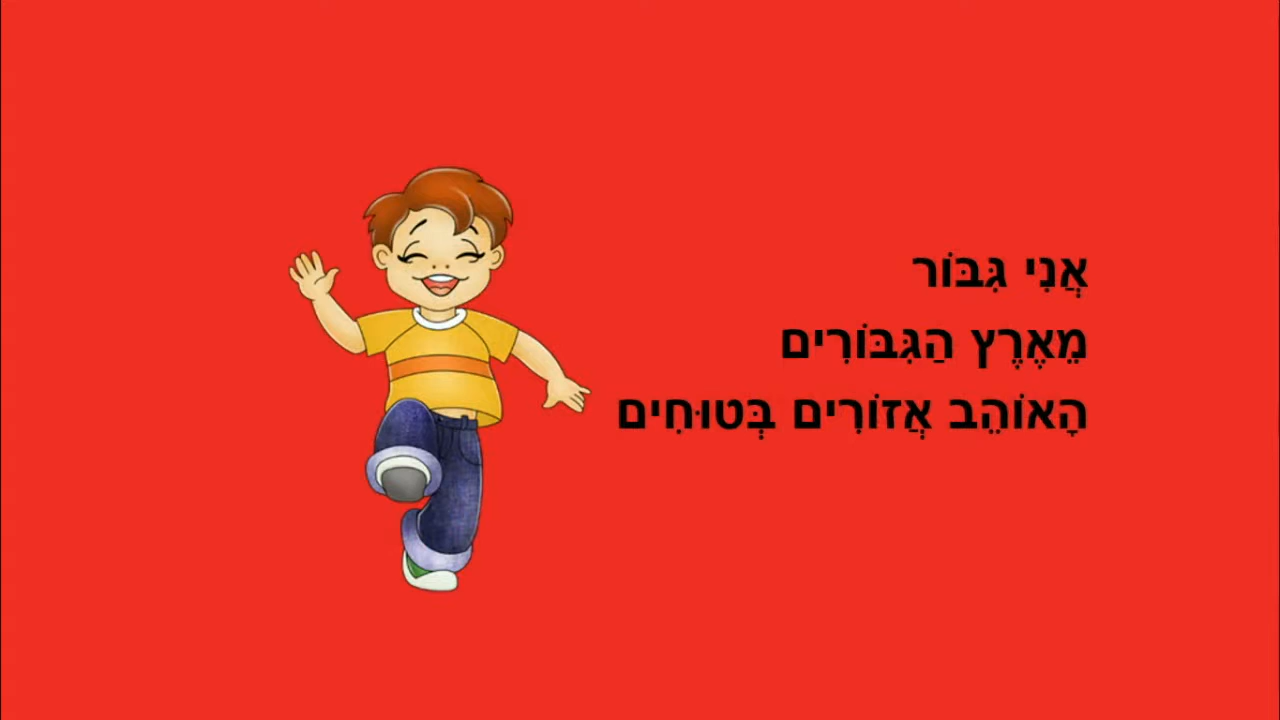 אֲנִי גִּבּוֹר
מֵאֶרֶץ הַגִּבּוֹרִים
הָאוֹהֵב אֲזוֹרִים בְּטוּחִים